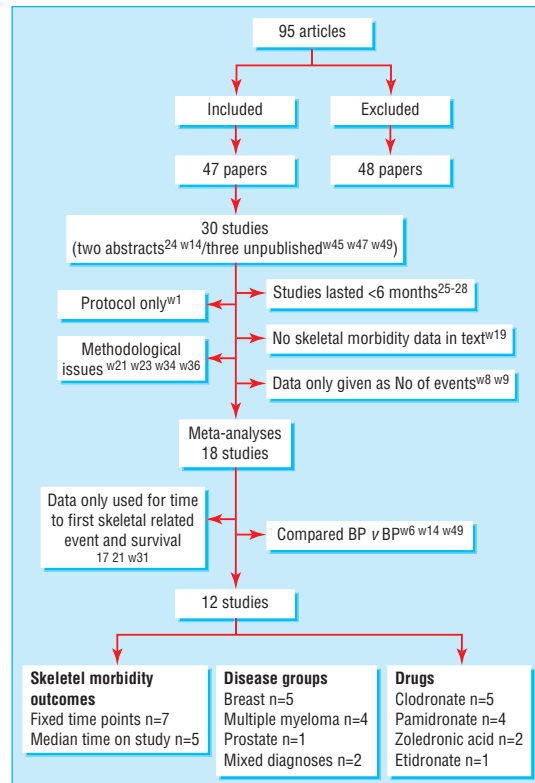 95 articles
Included
Excluded
47 papers
48 papers
30 studies
(two abstracts24 w14/three unpublishedw45 w47 w49)
Studies lasted <6 months25-28
Protocol onlyw1
No skeletal morbidity data in textw19
Methodological
issues w21 w23 w34 w36
Data only given as No of eventsw8 w9
Meta-analyses
18 studies
Data only used for time
to first skeletal related
event and survival
17 21 w31
Compared BP v BPw6 w14 w49
12 studies
Skeletel morbidity
outcomes
Fixed time points n=7
Median time on study n=5
Disease groups
Breast n=5
Multiple myeloma n=4
Prostate n=1
Mixed diagnoses n=2
Drugs
Clodronate n=5
Pamidronate n=4
Zoledronic acid n=2
Etidronate n=1